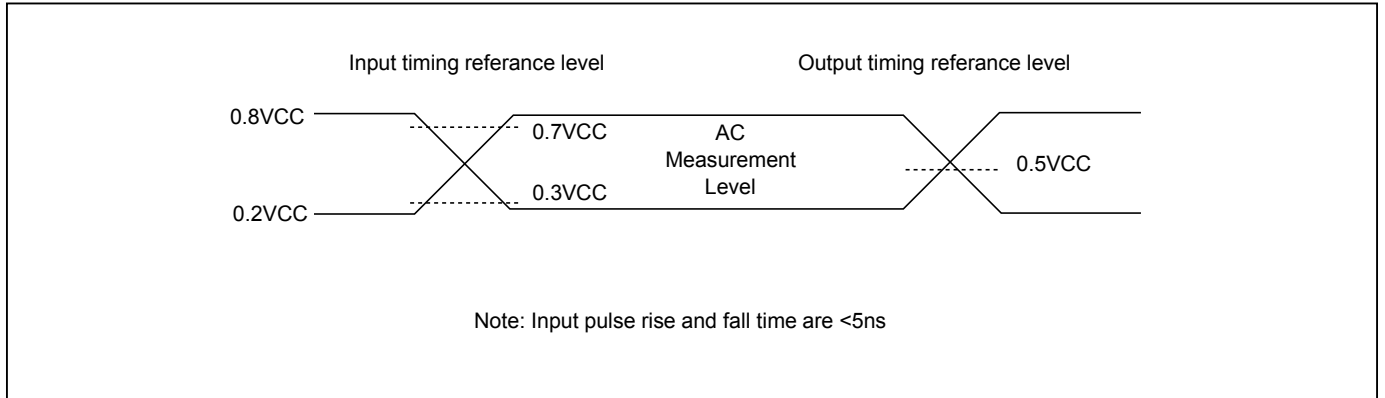 Input timing referance level
Output timing referance level
0.8VCC
0.7VCC
AC
Measurement
Level
0.5VCC
0.3VCC
0.2VCC
Note: Input pulse rise and fall time are <5ns